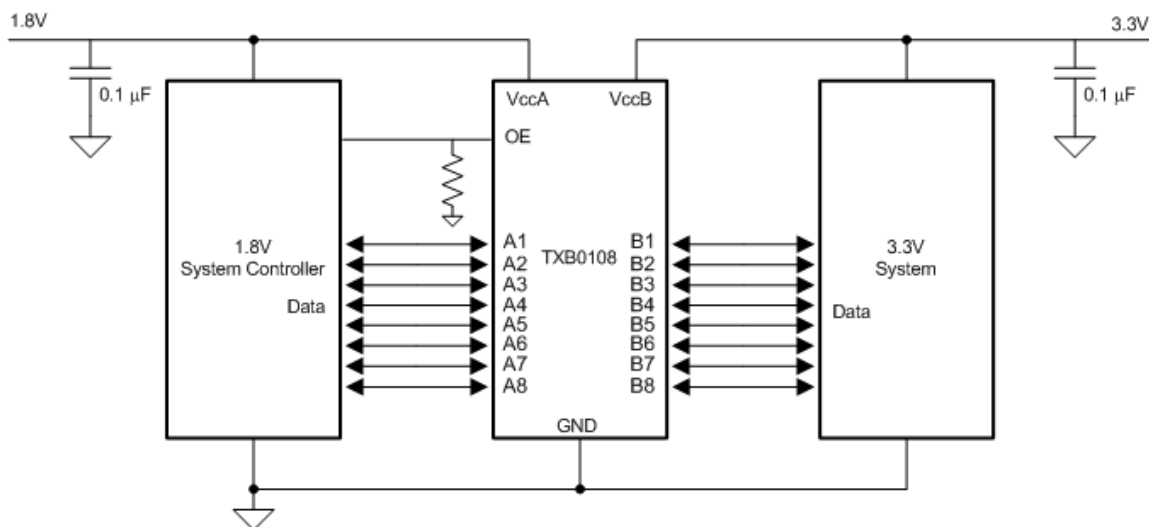 1.8V
3.3V
0.1 μF
VccA VccB
0.1 μF
OE
1.8V
System Controller
Data
A1
A2
A3
A4
A5
A6
A7
A8
TXB0108
B1
B2
B3
B4
B5
B6
B7
B8
GND
3.3V
System
Data